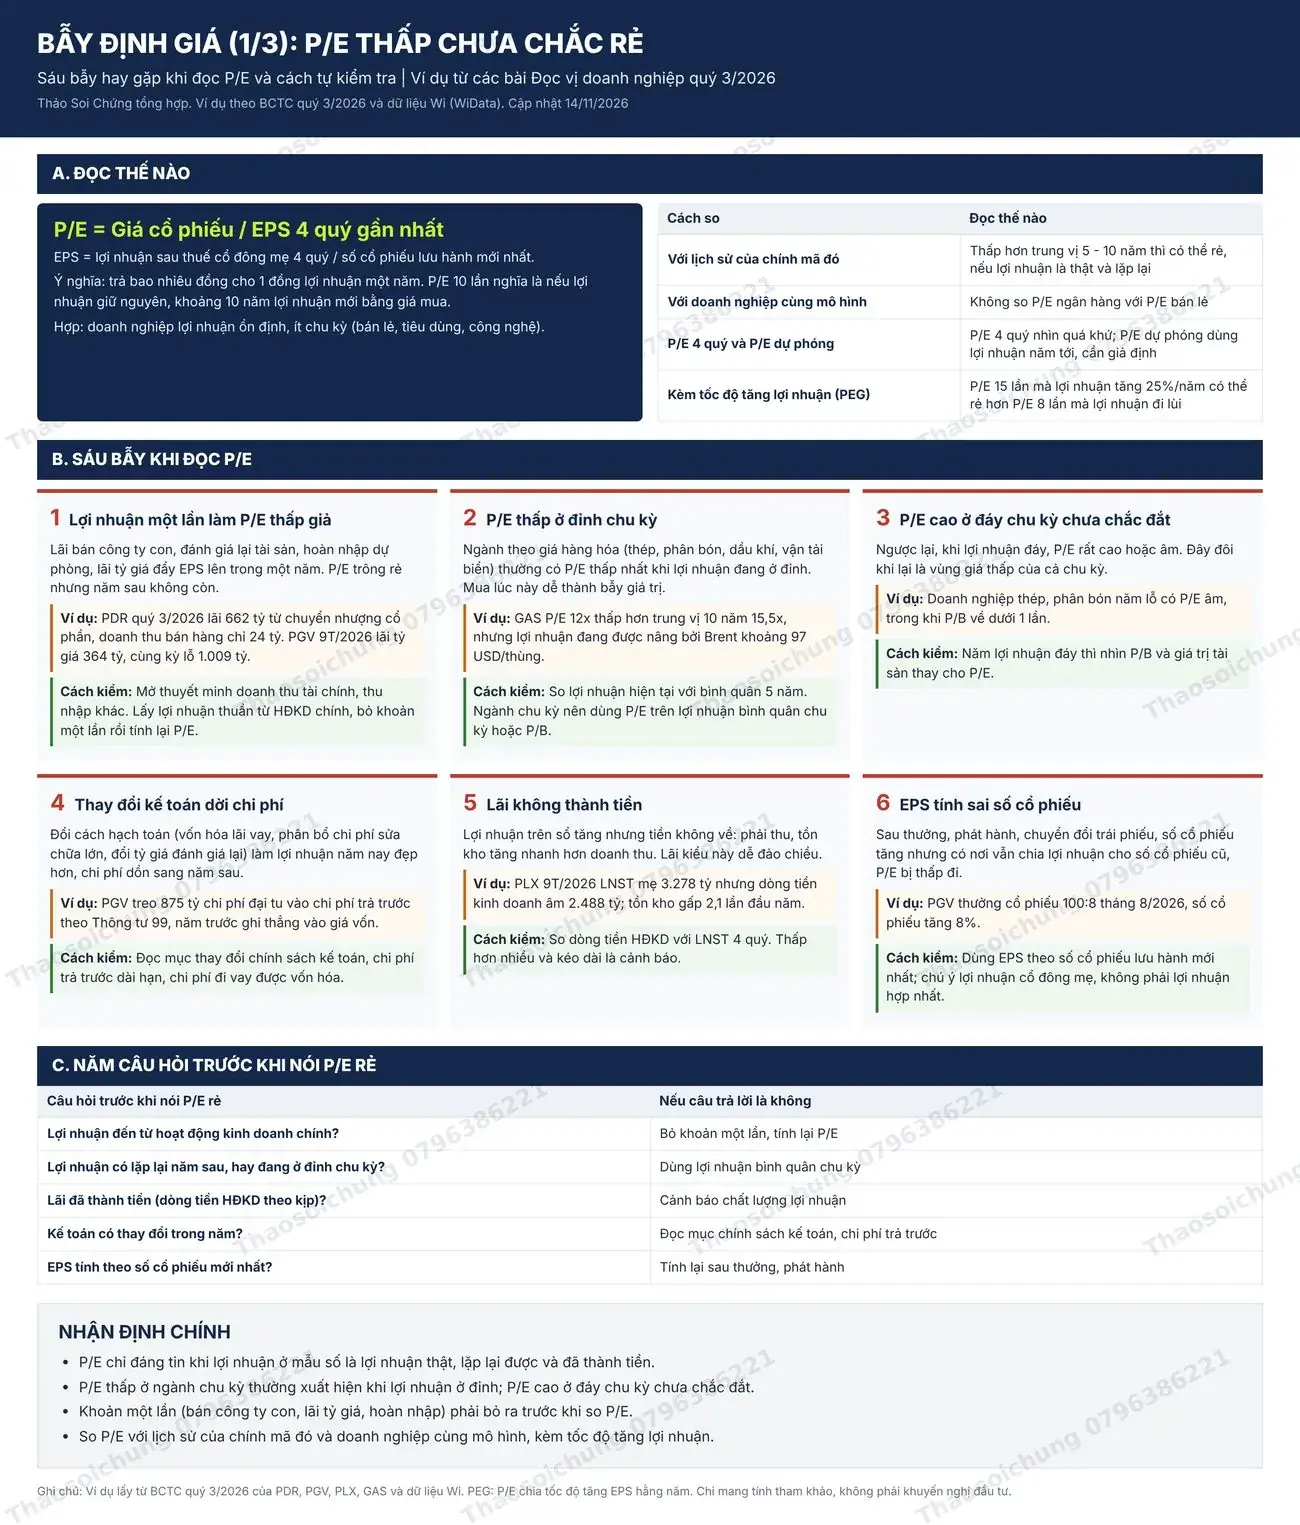 BẪY ĐỊNH GIÁ (1/3): P/E THẤP CHƯA CHẮC RẺ
Sáu bẫy hay gặp khi đọc P/E và cách tự kiểm tra | Ví dụ từ các bài Đọc vị doanh nghiệp quý 3/2026
Thảo Soi Chứng tổng hợp. Ví dụ theo BCTC quý 3/2026 và dữ liệu Wi (WiData). Cập nhật 14/11/2026
A. ĐỌC THẾ NÀO
P/E = Giá cổ phiếu / EPS 4 quý gần nhất
EPS = lợi nhuận sau thuế cổ đông mẹ 4 quý / số cổ phiếu lưu hành mới nhất.
Ý nghĩa: trả bao nhiêu đồng cho 1 đồng lợi nhuận một năm. P/E 10 lần nghĩa là nếu lợi
nhuận giữ nguyên, khoảng 10 năm lợi nhuận mới bằng giá mua.
Hợp: doanh nghiệp lợi nhuận ổn định, ít chu kỳ (bán lẻ, tiêu dùng, công nghệ).
Cách so
Đọc thế nào
Với lịch sử của chính mã đó
Thấp hơn trung vị 5 - 10 năm thì có thể rẻ,
nếu lợi nhuận là thật và lặp lại
Với doanh nghiệp cùng mô hình
Không so P/E ngân hàng với P/E bán lẻ
P/E 4 quý và P/E dự phóng
P/E 4 quý nhìn quá khứ; P/E dự phóng dùng
lợi nhuận năm tới, cần giả định
Kèm tốc độ tăng lợi nhuận (PEG)
P/E 15 lần mà lợi nhuận tăng 25%/năm có thể
rẻ hơn P/E 8 lần mà lợi nhuận đi lùi
B. SÁU BẪY KHI ĐỌC P/E
1 Lợi nhuận một lần làm P/E thấp giả
Lãi bán công ty con, đánh giá lại tài sản, hoàn nhập dự
phòng, lãi tỷ giá đẩy EPS lên trong một năm. P/E trông rẻ
nhưng năm sau không còn.
Ví dụ: PDR quý 3/2026 lãi 662 tỷ từ chuyển nhượng cổ
phần, doanh thu bán hàng chỉ 24 tỷ. PGV 9T/2026 lãi tỷ
giá 364 tỷ, cùng kỳ lỗ 1.009 tỷ.
Cách kiểm: Mở thuyết minh doanh thu tài chính, thu
nhập khác. Lấy lợi nhuận thuần từ HĐKD chính, bỏ khoản
một lần rồi tính lại P/E.
2 P/E thấp ở đỉnh chu kỳ
Ngành theo giá hàng hóa (thép, phân bón, dầu khí, vận tải
biển) thường có P/E thấp nhất khi lợi nhuận đang ở đỉnh.
Mua lúc này dễ thành bẫy giá trị.
Ví dụ: GAS P/E 12x thấp hơn trung vị 10 năm 15,5x,
nhưng lợi nhuận đang được nâng bởi Brent khoảng 97
USD/thùng.
Cách kiểm: So lợi nhuận hiện tại với bình quân 5 năm.
Ngành chu kỳ nên dùng P/E trên lợi nhuận bình quân chu
kỳ hoặc P/B.
3 P/E cao ở đáy chu kỳ chưa chắc đắt
Ngược lại, khi lợi nhuận đáy, P/E rất cao hoặc âm. Đây đôi
khi lại là vùng giá thấp của cả chu kỳ.
Ví dụ: Doanh nghiệp thép, phân bón năm lỗ có P/E âm,
trong khi P/B về dưới 1 lần.
Cách kiểm: Năm lợi nhuận đáy thì nhìn P/B và giá trị tài
sản thay cho P/E.
4 Thay đổi kế toán dời chi phí
Đổi cách hạch toán (vốn hóa lãi vay, phân bổ chi phí sửa
chữa lớn, đổi tỷ giá đánh giá lại) làm lợi nhuận năm nay đẹp
hơn, chi phí dồn sang năm sau.
Ví dụ: PGV treo 875 tỷ chi phí đại tu vào chi phí trả trước
theo Thông tư 99, năm trước ghi thẳng vào giá vốn.
Cách kiểm: Đọc mục thay đổi chính sách kế toán, chi phí
trả trước dài hạn, chi phí đi vay được vốn hóa.
5 Lãi không thành tiền
Lợi nhuận trên sổ tăng nhưng tiền không về: phải thu, tồn
kho tăng nhanh hơn doanh thu. Lãi kiểu này dễ đảo chiều.
Ví dụ: PLX 9T/2026 LNST mẹ 3.278 tỷ nhưng dòng tiền
kinh doanh âm 2.488 tỷ; tồn kho gấp 2,1 lần đầu năm.
Cách kiểm: So dòng tiền HĐKD với LNST 4 quý. Thấp
hơn nhiều và kéo dài là cảnh báo.
6 EPS tính sai số cổ phiếu
Sau thưởng, phát hành, chuyển đổi trái phiếu, số cổ phiếu
tăng nhưng có nơi vẫn chia lợi nhuận cho số cổ phiếu cũ,
P/E bị thấp đi.
Ví dụ: PGV thưởng cổ phiếu 100:8 tháng 8/2026, số cổ
phiếu tăng 8%.
Cách kiểm: Dùng EPS theo số cổ phiếu lưu hành mới
nhất; chú ý lợi nhuận cổ đông mẹ, không phải lợi nhuận
hợp nhất.
C. NĂM CÂU HỎI TRƯỚC KHI NÓI P/E RẺ
Câu hỏi trước khi nói P/E rẻ
Nếu câu trả lời là không
Lợi nhuận đến từ hoạt động kinh doanh chính?
Bỏ khoản một lần, tính lại P/E
Lợi nhuận có lặp lại năm sau, hay đang ở đỉnh chu kỳ?
Dùng lợi nhuận bình quân chu kỳ
Lãi đã thành tiền (dòng tiền HĐKD theo kịp)?
Cảnh báo chất lượng lợi nhuận
Kế toán có thay đổi trong năm?
Đọc mục chính sách kế toán, chi phí trả trước
EPS tính theo số cổ phiếu mới nhất?
Tính lại sau thưởng, phát hành
NHẬN ĐỊNH CHÍNH
• P/E chỉ đáng tin khi lợi nhuận ở mẫu số là lợi nhuận thật, lặp lại được và đã thành tiền.
• P/E thấp ở ngành chu kỳ thường xuất hiện khi lợi nhuận ở đỉnh; P/E cao ở đáy chu kỳ chưa chắc đắt.
• Khoản một lần (bán công ty con, lãi tỷ giá, hoàn nhập) phải bỏ ra trước khi so P/E.
• So P/E với lịch sử của chính mã đó và doanh nghiệp cùng mô hình, kèm tốc độ tăng lợi nhuận.
Ghi chú: Ví dụ lấy từ BCTC quý 3/2026 của PDR, PGV, PLX, GAS và dữ liệu Wi. PEG: P/E chia tốc độ tăng EPS hằng năm. Chỉ mang tính tham khảo, không phải khuyến nghị đầu tư.
Thaosoichung 0796386221